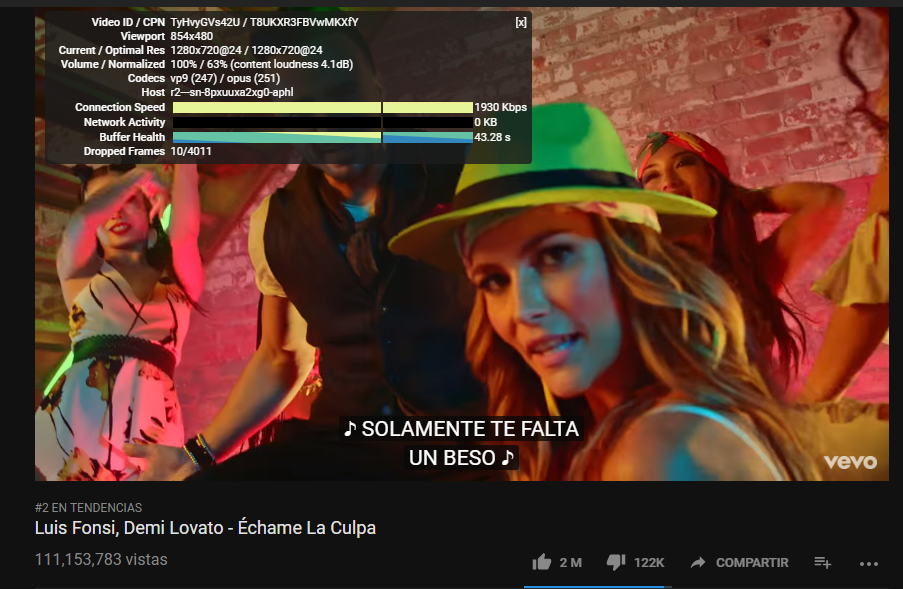 Video ID / CPN TyHvyGVs42U / T8UKXR3FBVwMKXfY [x]
Viewport 854x480
Current / Optimal Res 1280x720@24 / 1280x720@24
Volume / Normalized 100% / 63% (content loudness 4.1dB)
Codecs vp9 (247) / opus (251)
Host r2---sn-8pxuuxa2xg0-aphl
Connection Speed 1930 Kbps
Network Activity 0 KB
Buffer Health 43.28 s
Dropped Frames 10/4011
♪ SOLAMENTE TE FALTA
UN BESO ♪
vevo
#2 EN TENDENCIAS
Luis Fonsi, Demi Lovato - Échame La Culpa
111,153,783 vistas
2 M 122K COMPARTIR